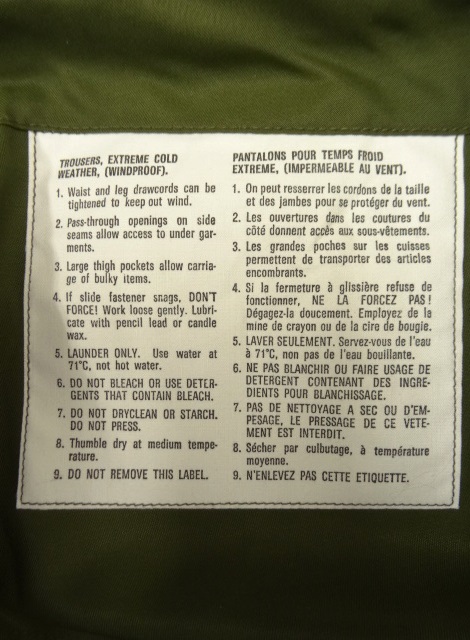 TROUSERS, EXTREME COLD
WEATHER, (WINDPROOF).
1. Waist and leg drawcords can be
tightened to keep out wind.
2. Pass-through openings on side
seams allow access to under gar-
ments.
3. Large thigh pockets allow carria-
ge of bulky items.
4. If slide fastener snags, DON'T
FORCE! Work loose gently. Lubri-
cate with pencil lead or candle
wax.
5. LAUNDER ONLY. Use water at
71°C, not hot water.
6. DO NOT BLEACH OR USE DETER-
GENTS THAT CONTAIN BLEACH.
7. DO NOT DRYCLEAN OR STARCH.
DO NOT PRESS.
8. Thumble dry at medium tempe-
rature.
9. DO NOT REMOVE THIS LABEL.
PANTALONS POUR TEMPS FROID
EXTREME, (IMPERMEABLE AU VENT).
1. On peut resserrer les cordons de la taille
et des jambes pour se protéger du vent.
2. Les ouvertures dans les coutures du
côté donnent accès aux sous-vêtements.
3. Les grandes poches sur les cuisses
permettent de transporter des articles
encombrants.
4. Si la fermeture à glissière refuse de
fonctionner, NE LA FORCEZ PAS!
Dégagez-la doucement. Employez de la
mine de crayon ou de la cire de bougie.
5. LAVER SEULEMENT. Servez-vous de l'eau
à 71°C, non pas de l'eau bouillante.
6. NE PAS BLANCHIR OU FAIRE USAGE DE
DETERGENT CONTENANT DES INGRE-
DIENTS POUR BLANCHISSAGE.
7. PAS DE NETTOYAGE A SEC OU D'EM-
PESAGE, LE PRESSAGE DE CE VETE-
MENT EST INTERDIT.
8. Sécher par culbutage, à température
moyenne.
9. N'ENLEVEZ PAS CETTE ETIQUETTE.